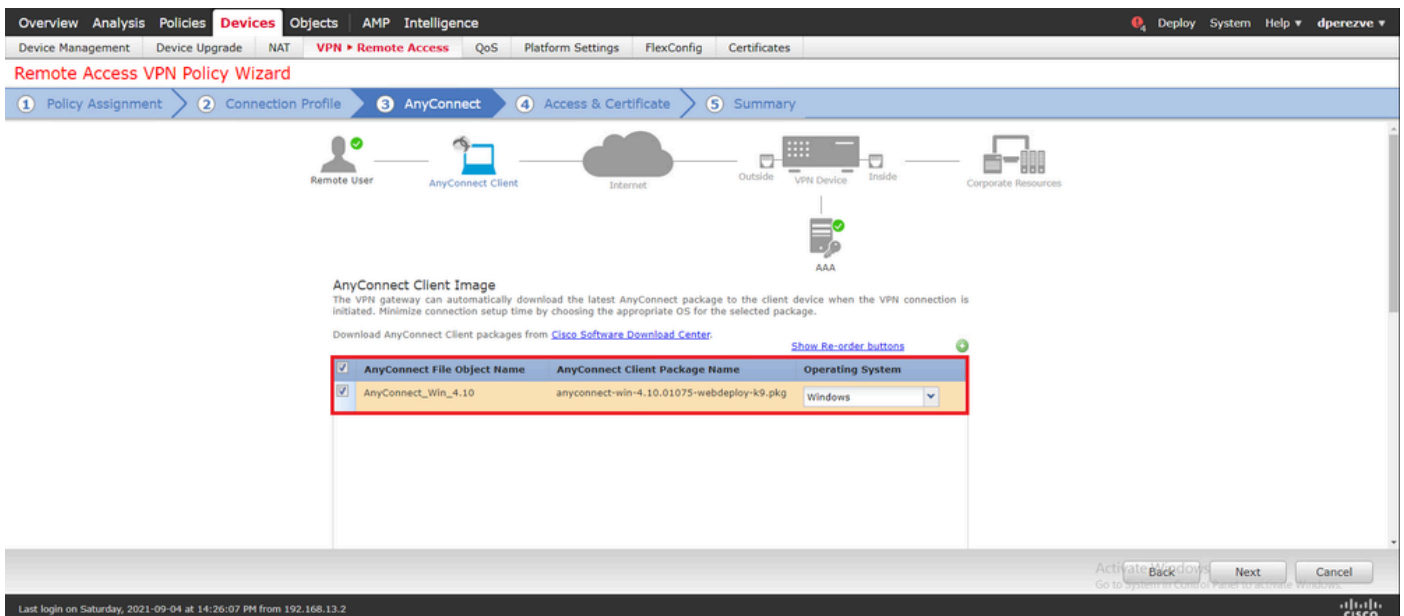 Overview Analysis Policies Devices Objects AMP Intelligence 4 Deploy System Help dperezve
Device Management Device Upgrade NAT VPN Remote Access QoS Platform Settings FlexConfig Certificates
Remote Access VPN Policy Wizard
1 Policy Assignment 2 Connection Profile 3 AnyConnect 4 Access & Certificate 5 Summary
Remote User AnyConnect Client Internet Outside VPN Device Inside Corporate Resources
AAA
AnyConnect Client Image
The VPN gateway can automatically download the latest AnyConnect package to the client device when the VPN connection is
initiated. Minimize connection setup time by choosing the appropriate OS for the selected package.
Download AnyConnect Client packages from Cisco Software Download Center.
Show Re-order buttons
AnyConnect File Object Name AnyConnect Client Package Name Operating System
AnyConnect_Win_4.10 anyconnect-win-4.10.01075-webdeploy-k9.pkg Windows
Activate Windows
Back Next Cancel
Go to System in Control Panel to activate Windows.
Last login on Saturday, 2021-09-04 at 14:26:07 PM from 192.168.13.2
cisco